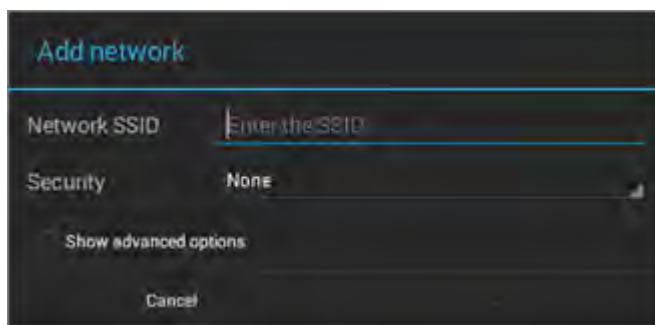 Add network
Network SSID Enter the SSID
Security None
Show advanced options
Cancel